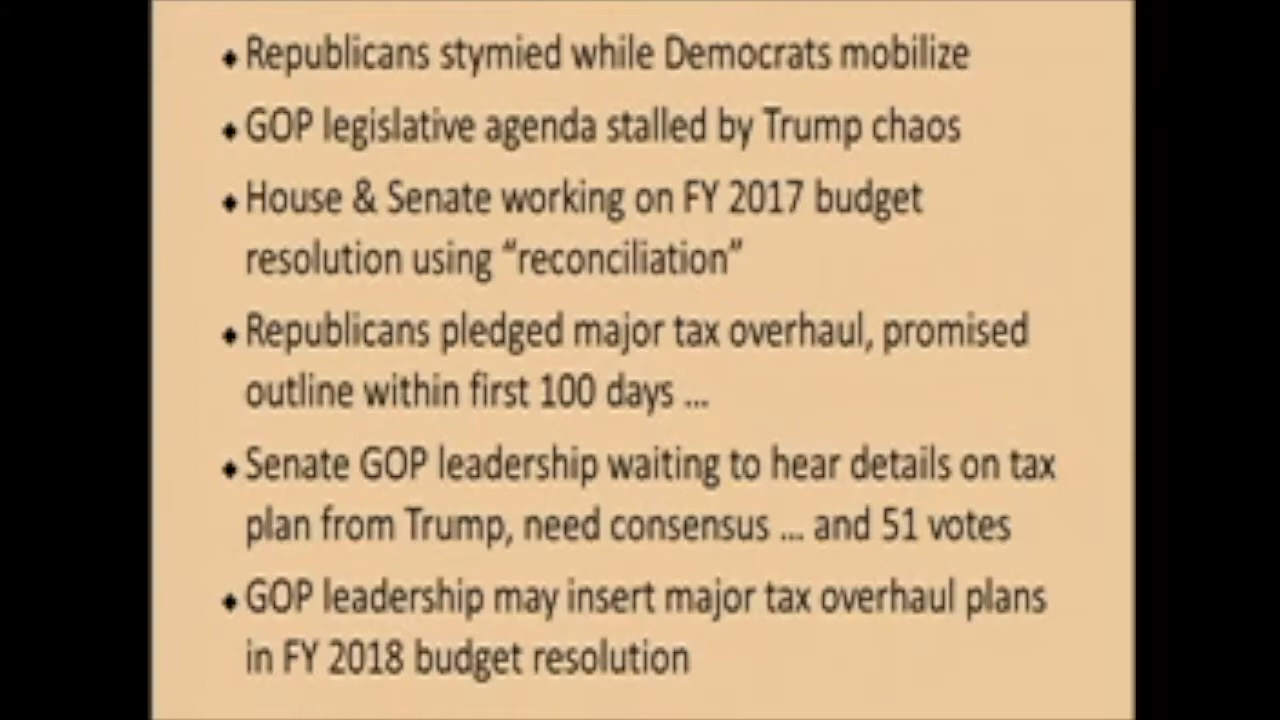 ◆ Republicans stymied while Democrats mobilize
◆ GOP legislative agenda stalled by Trump chaos
◆ House & Senate working on FY 2017 budget
resolution using “reconciliation”
◆ Republicans pledged major tax overhaul, promised
outline within first 100 days ...
◆ Senate GOP leadership waiting to hear details on tax
plan from Trump, need consensus ... and 51 votes
◆ GOP leadership may insert major tax overhaul plans
in FY 2018 budget resolution